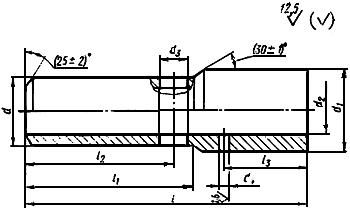 12,5
(√)
(25 ± 2)°
d₃
(30 ± 1)°
d
d₂
d₁
l₂
l₃
l₁
l